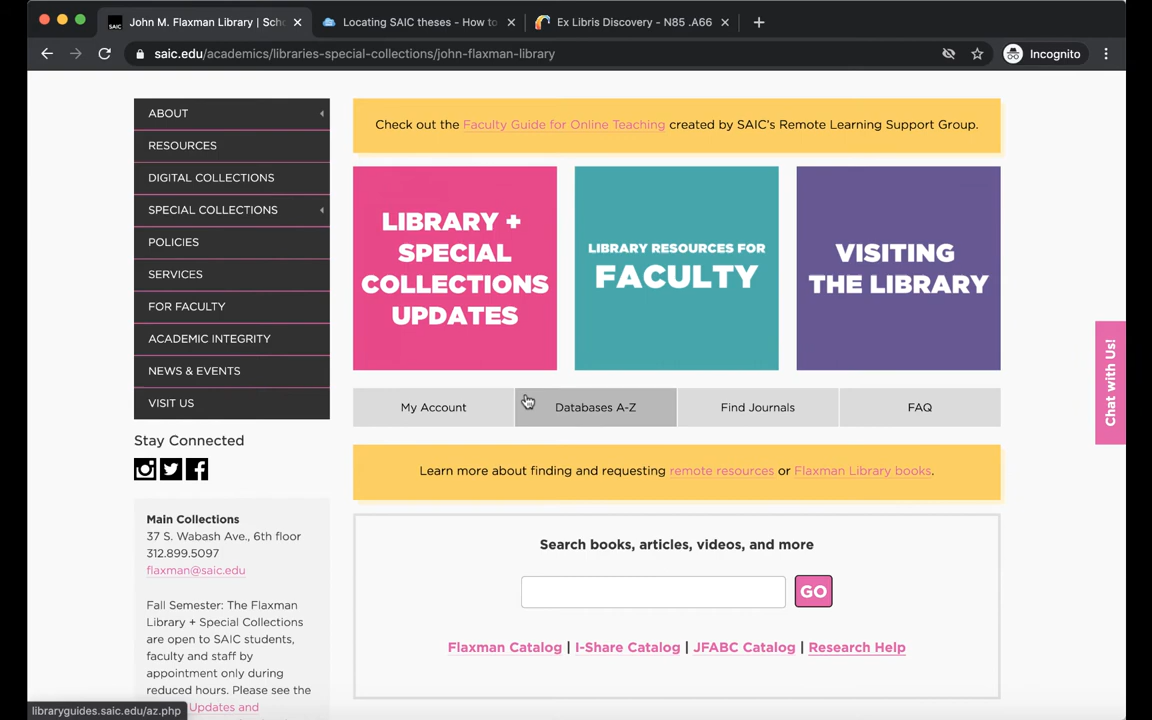 SAIC
John M. Flaxman Library | Scho
Locating SAIC theses - How to
Ex Libris Discovery - N85 .A66
saic.edu/academics/libraries-special-collections/john-flaxman-library
Incognito
ABOUT
RESOURCES
DIGITAL COLLECTIONS
SPECIAL COLLECTIONS
POLICIES
SERVICES
FOR FACULTY
ACADEMIC INTEGRITY
NEWS & EVENTS
VISIT US
Stay Connected
Main Collections
37 S. Wabash Ave., 6th floor
312.899.5097
flaxman@saic.edu
Fall Semester: The Flaxman
Library + Special Collections
are open to SAIC students,
faculty and staff by
appointment only during
reduced hours. Please see the
Updates and
Check out the Faculty Guide for Online Teaching created by SAIC's Remote Learning Support Group.
LIBRARY +
SPECIAL
COLLECTIONS
UPDATES
LIBRARY RESOURCES FOR
FACULTY
VISITING
THE LIBRARY
My Account
Databases A-Z
Find Journals
FAQ
Learn more about finding and requesting remote resources or Flaxman Library books.
Search books, articles, videos, and more
GO
Flaxman Catalog | I-Share Catalog | JFABC Catalog | Research Help
Chat with Us!
libraryguides.saic.edu/az.php